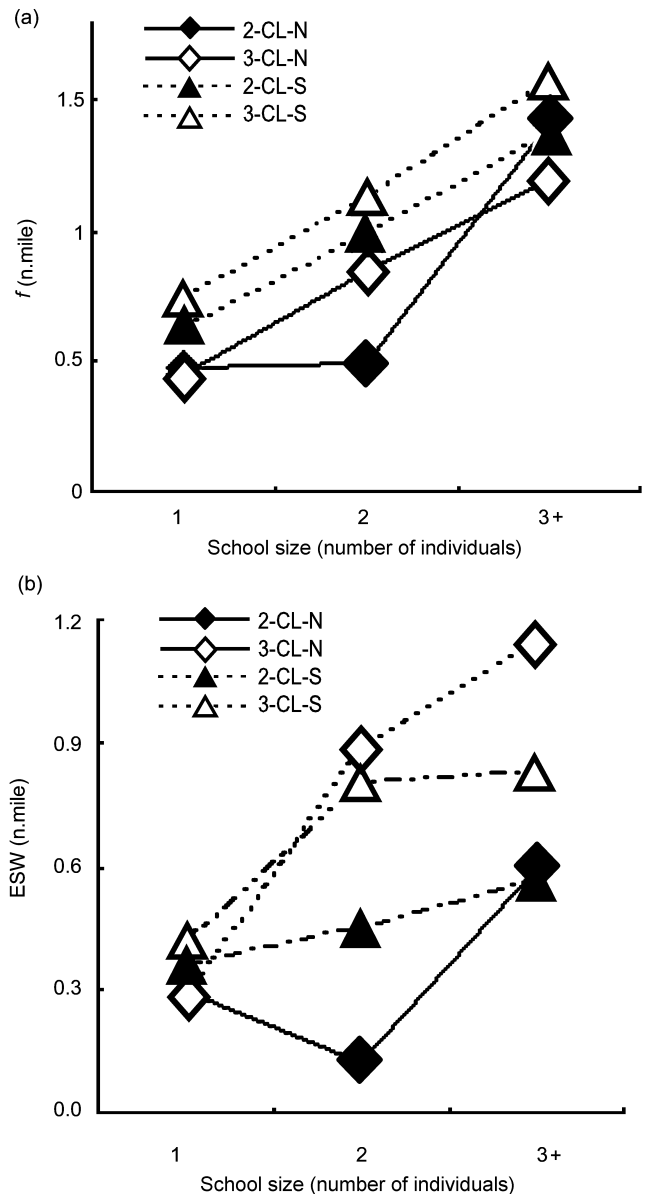 (a)
2-CL-N
3-CL-N
2-CL-S
3-CL-S
1.5
1
0.5
0
f (n.mile)
1 2 3+
School size (number of individuals)
(b)
2-CL-N
3-CL-N
2-CL-S
3-CL-S
1.2
0.9
0.6
0.3
0.0
ESW (n.mile)
1 2 3+
School size (number of individuals)